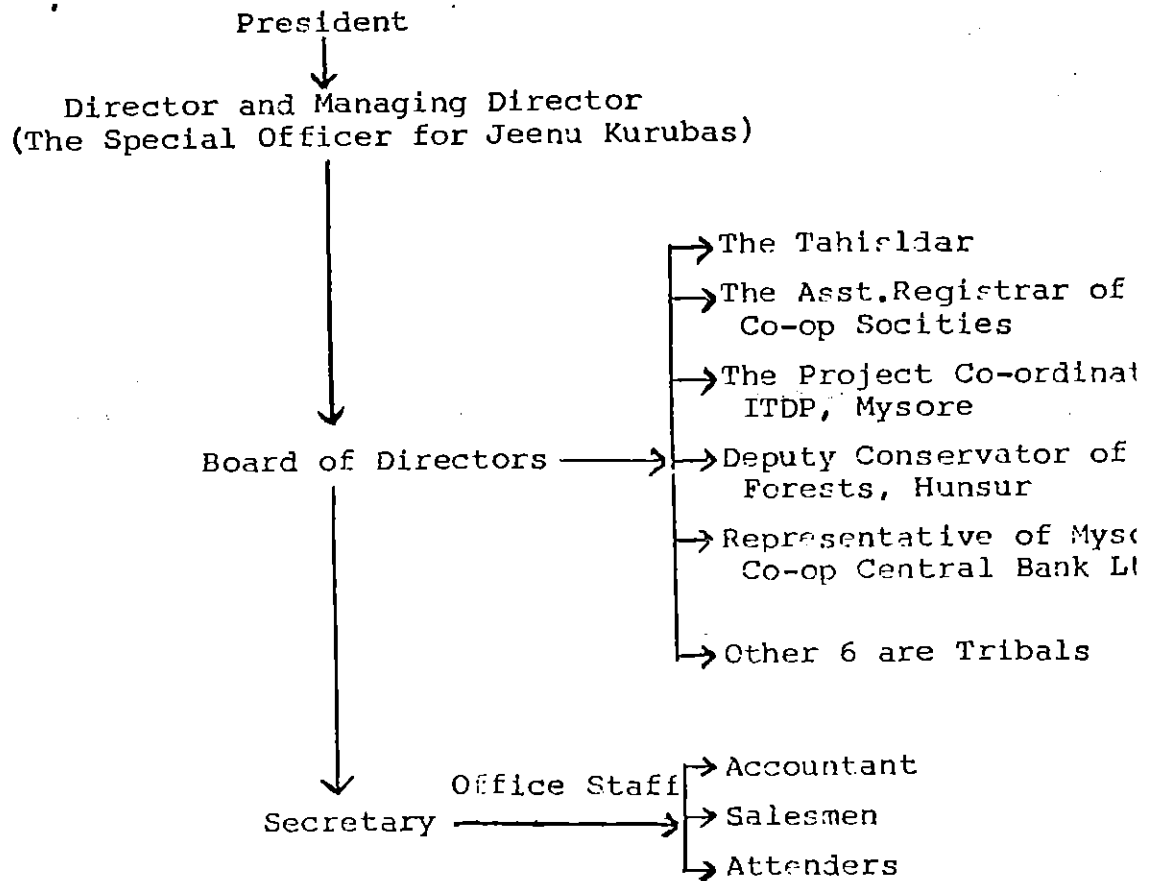 President
Director and Managing Director
(The Special Officer for Jeenu Kurubas)
The Tahisldar
The Asst.Registrar of
Co-op Socities
The Project Co-ordinat
ITDP, Mysore
Board of Directors
Deputy Conservator of
Forests, Hunsur
Representative of Myso
Co-op Central Bank
Other 6 are Tribals
Office Staff
Accountant
Secretary
Salesmen
Attenders